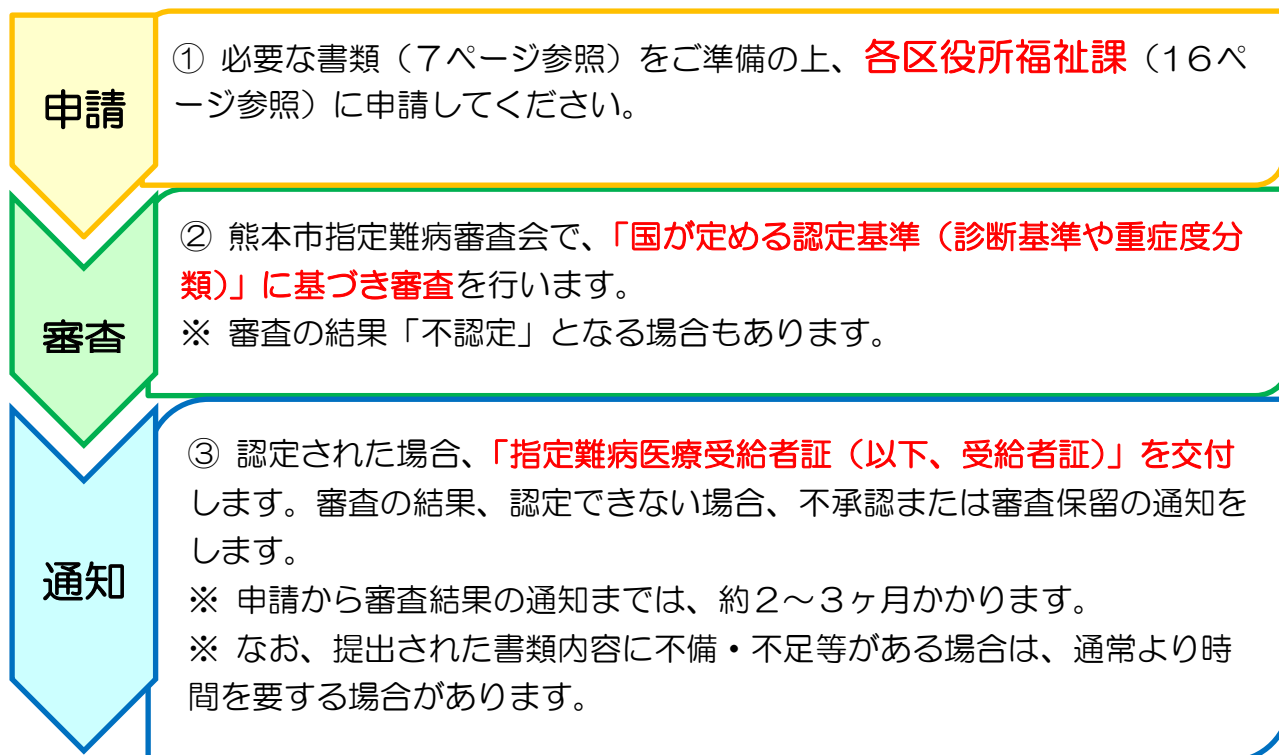 申請
① 必要な書類（７ページ参照）をご準備の上、各区役所福祉課（16ペ
ージ参照）に申請してください。
審査
② 熊本市指定難病審査会で、「国が定める認定基準（診断基準や重症度分
類）」に基づき審査を行います。
※ 審査の結果「不認定」となる場合もあります。
通知
③ 認定された場合、「指定難病医療受給者証（以下、受給者証）」を交付
します。審査の結果、認定できない場合、不承認または審査保留の通知を
します。
※ 申請から審査結果の通知までは、約２～３ヶ月かかります。
※ なお、提出された書類内容に不備・不足等がある場合は、通常より時
間を要する場合があります。